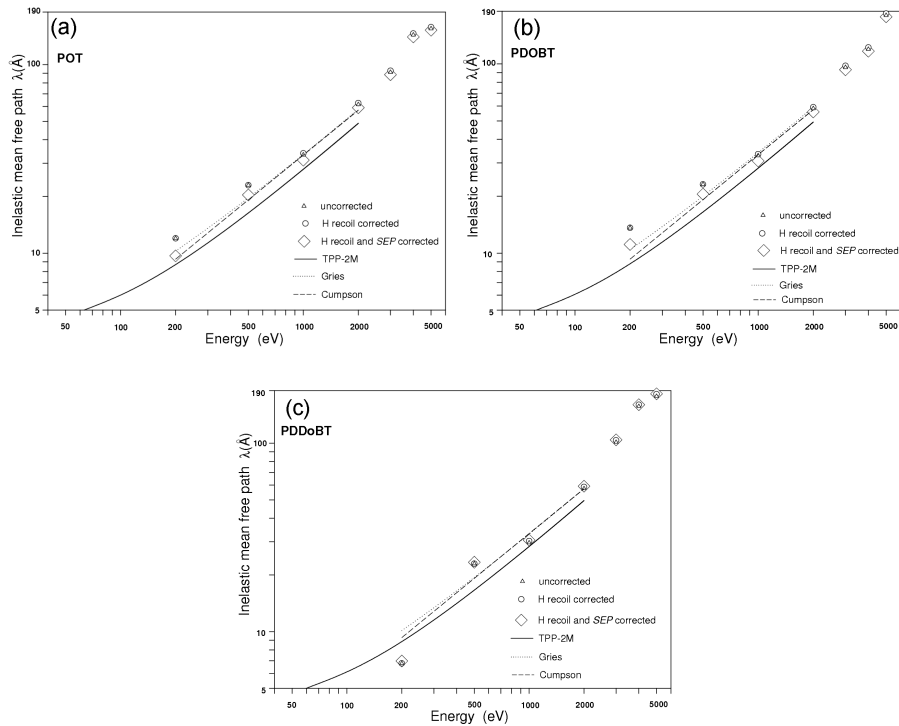 (a)
POT
190
100
10
5
Inelastic mean free path λ(Å)
uncorrected
H recoil corrected
H recoil and SEP corrected
TPP-2M
Gries
Cumpson
50 100 200 500 1000 2000 5000
Energy (eV)
(b)
PDOBT
190
100
10
5
Inelastic mean free path λ(Å)
uncorrected
H recoil corrected
H recoil and SEP corrected
TPP-2M
Gries
Cumpson
50 100 200 500 1000 2000 5000
Energy (eV)
(c)
PDDoBT
190
100
10
5
Inelastic mean free path λ(Å)
uncorrected
H recoil corrected
H recoil and SEP corrected
TPP-2M
Gries
Cumpson
50 100 200 500 1000 2000 5000
Energy (eV)